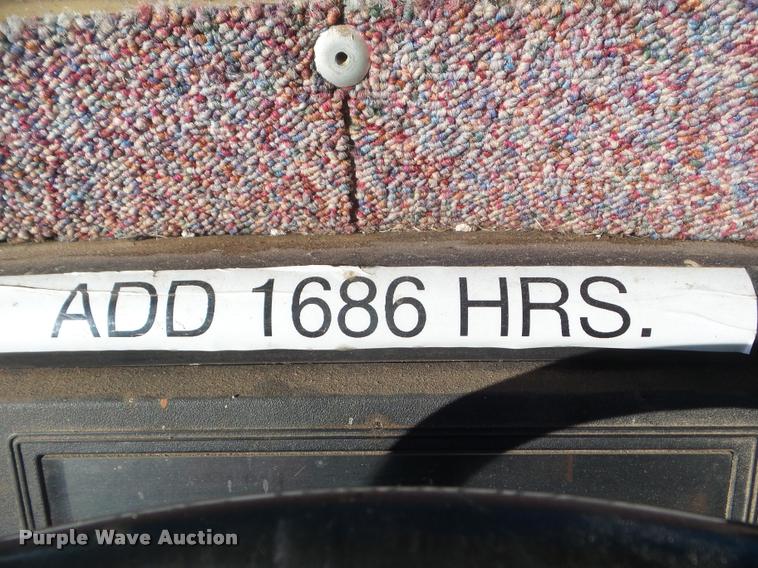 ADD 1686 HRS.
Purple Wave Auction